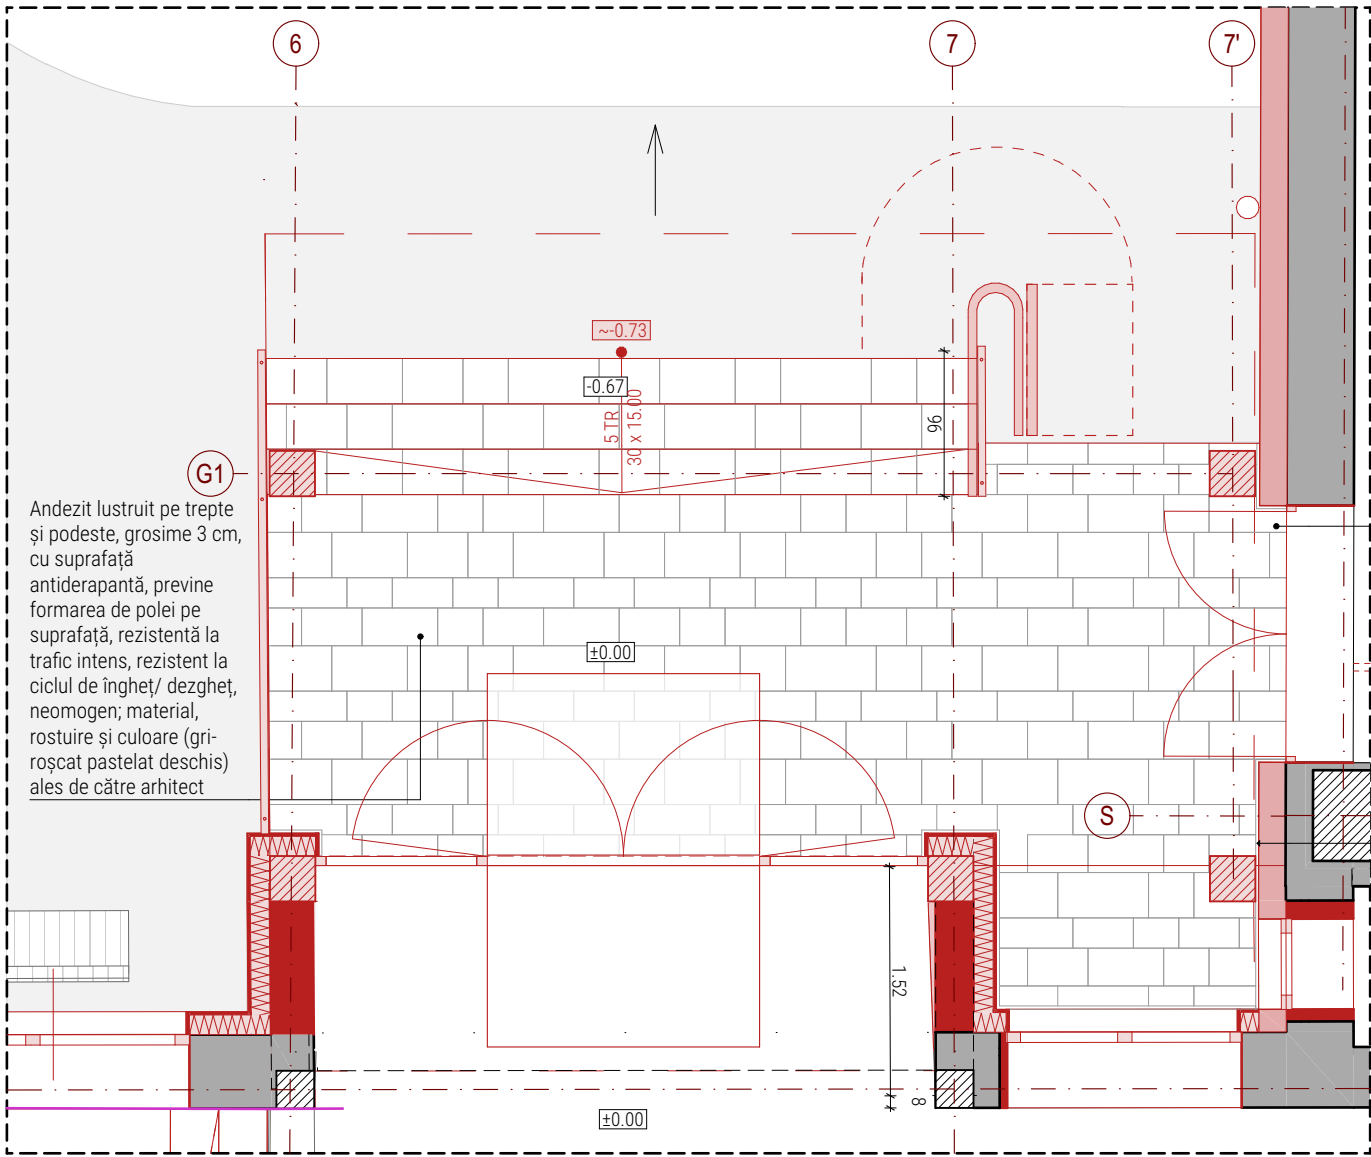 6
7
7'
~-0.73
-0.67
5 TR
30 x 15.00
96
G1
Andezit lustruit pe trepte
și podeste, grosime 3 cm,
cu suprafață
antiderapantă, previne
formarea de polei pe
suprafață, rezistentă la
trafic intens, rezistent la
ciclul de îngheț/ dezgheț,
neomogen; material,
rostuire și culoare (gri-
roșcat pastelat deschis)
ales de către arhitect
±0.00
S
1.52
8
±0.00